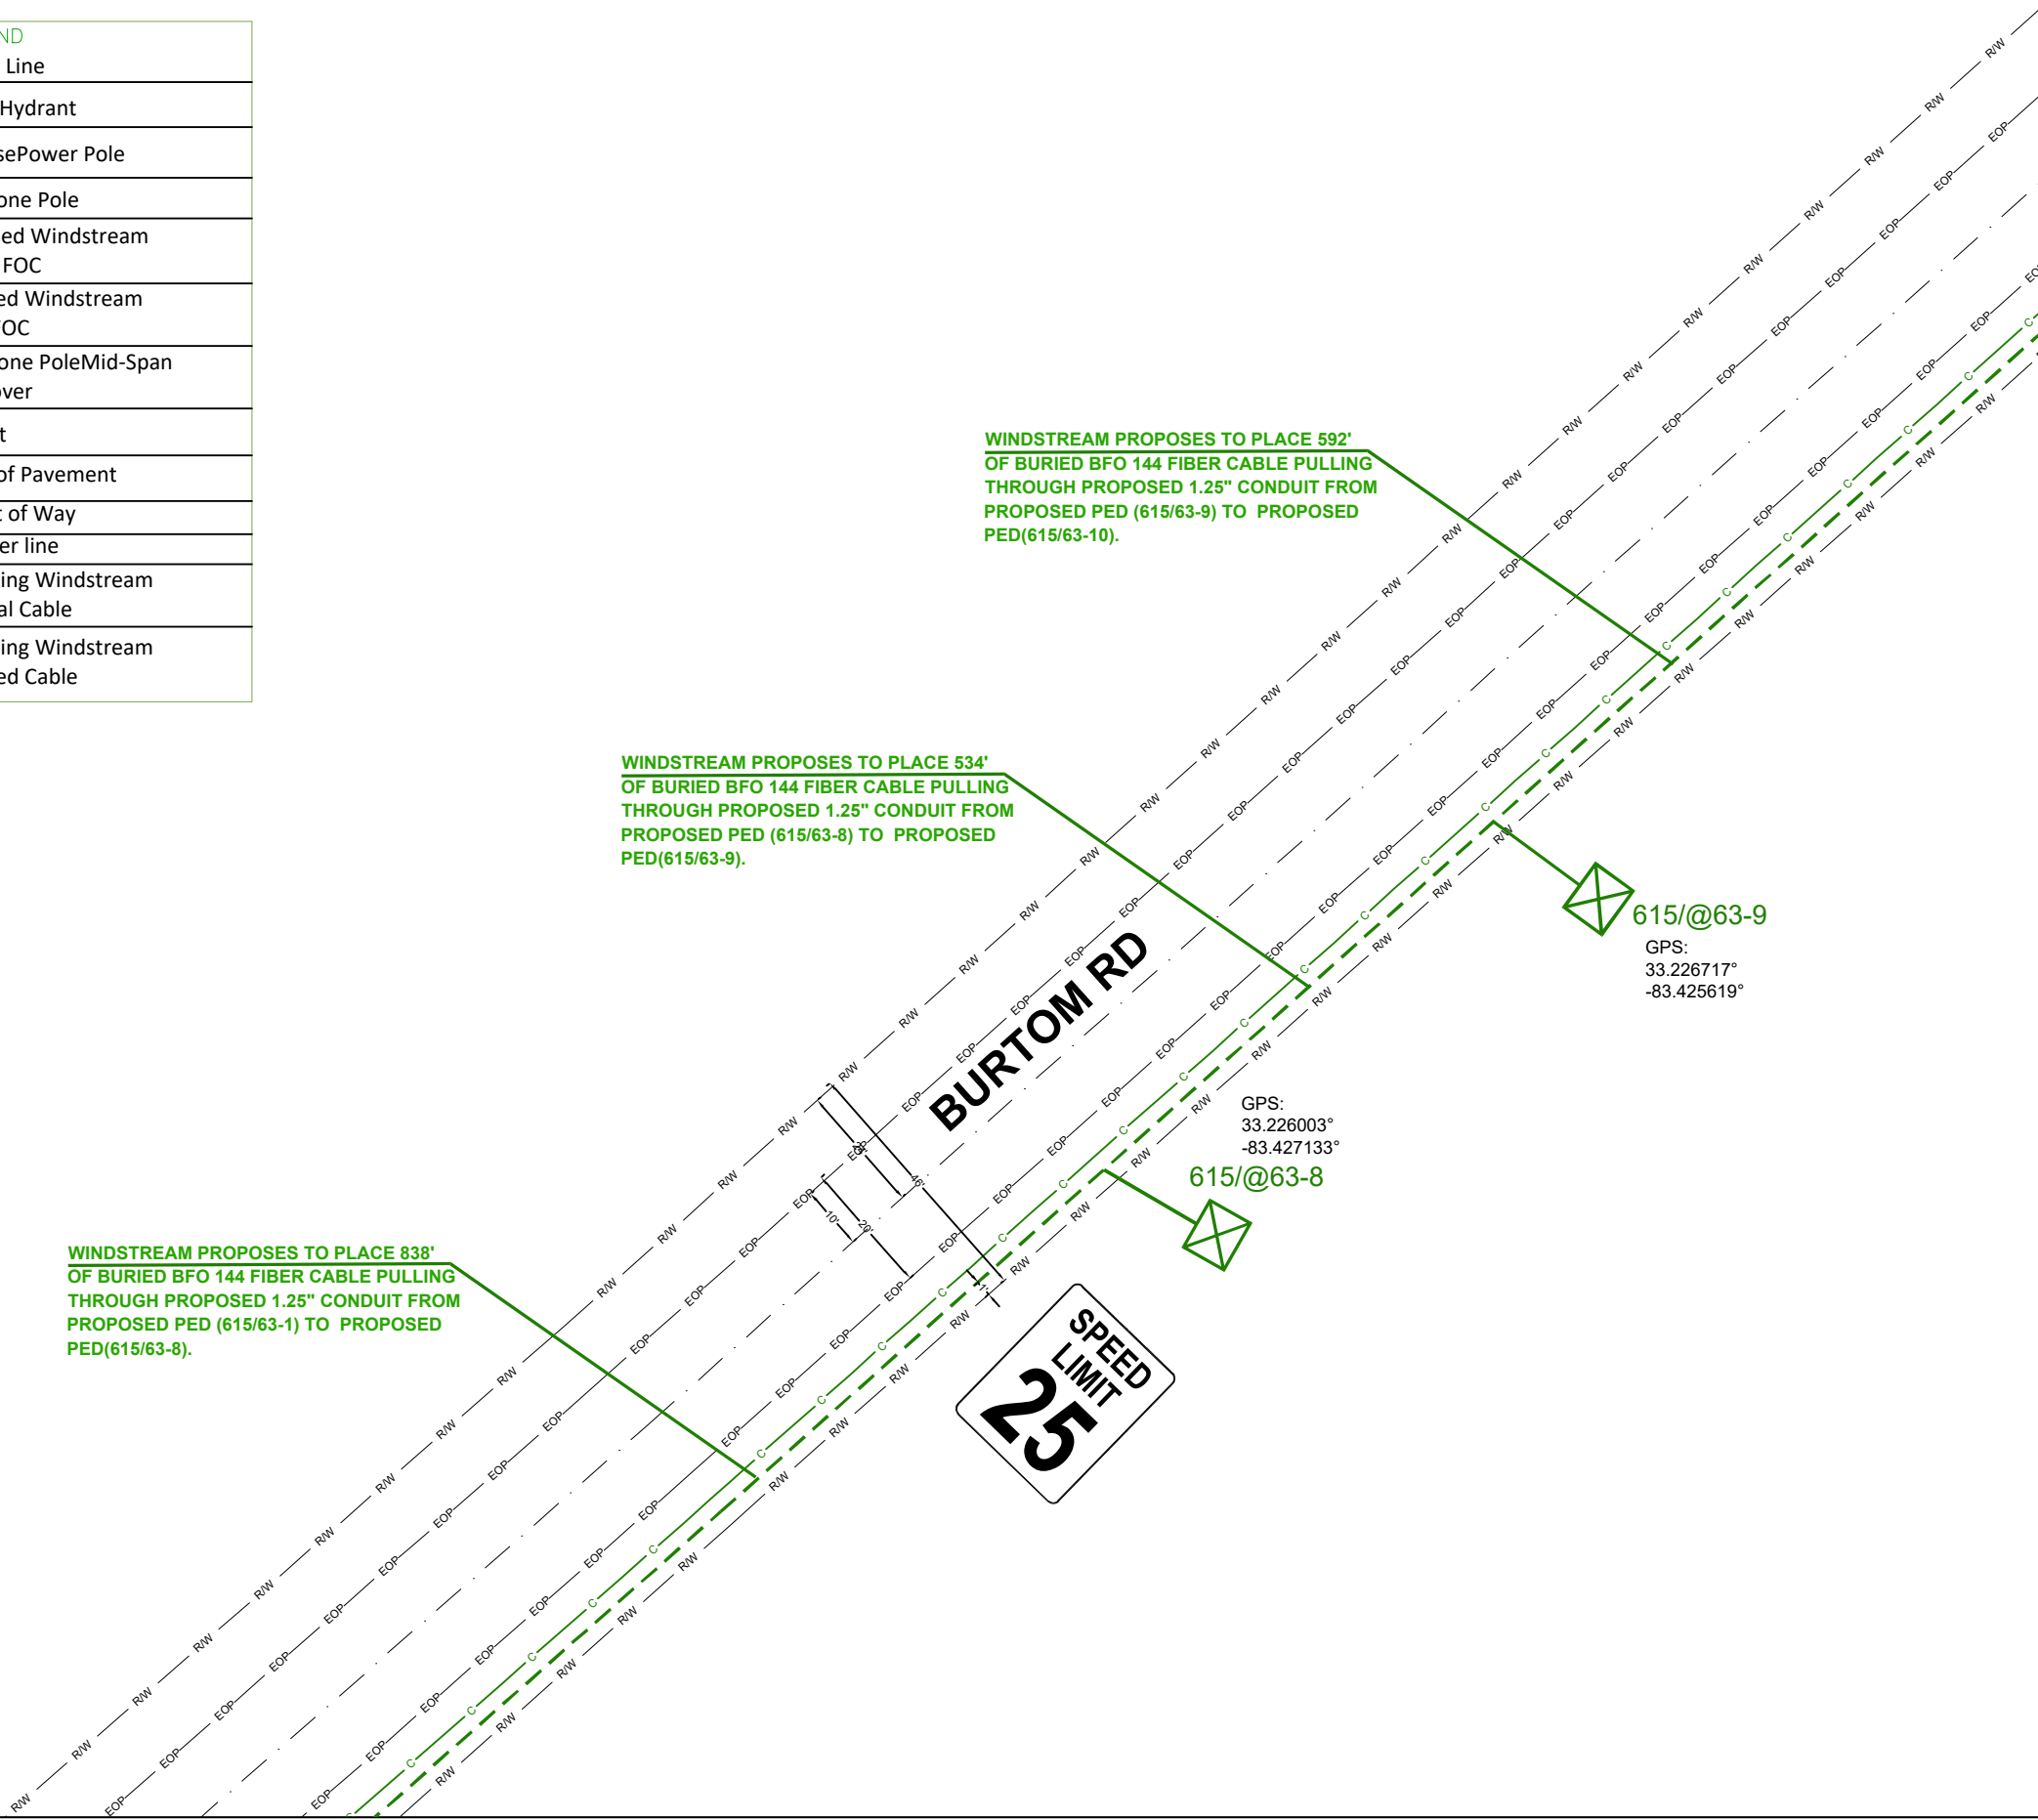 ND
Line
Hydrant
sePower Pole
one Pole
ed Windstream
FOC
ed Windstream
FOC
one PoleMid-Span
over
t
of Pavement
t of Way
er line
ing Windstream
al Cable
ing Windstream
ed Cable
WINDSTREAM PROPOSES TO PLACE 592'
OF BURIED BFO 144 FIBER CABLE PULLING
THROUGH PROPOSED 1.25" CONDUIT FROM
PROPOSED PED (615/63-9) TO PROPOSED
PED(615/63-10).
WINDSTREAM PROPOSES TO PLACE 534'
OF BURIED BFO 144 FIBER CABLE PULLING
THROUGH PROPOSED 1.25" CONDUIT FROM
PROPOSED PED (615/63-8) TO PROPOSED
PED(615/63-9).
615/@63-9
GPS:
33.226717°
-83.425619°
BURTOM RD
GPS:
33.226003°
-83.427133°
615/@63-8
46'
10'
20'
1'
WINDSTREAM PROPOSES TO PLACE 838'
OF BURIED BFO 144 FIBER CABLE PULLING
THROUGH PROPOSED 1.25" CONDUIT FROM
PROPOSED PED (615/63-1) TO PROPOSED
PED(615/63-8).
SPEED
LIMIT
25
R/W
EOP
C